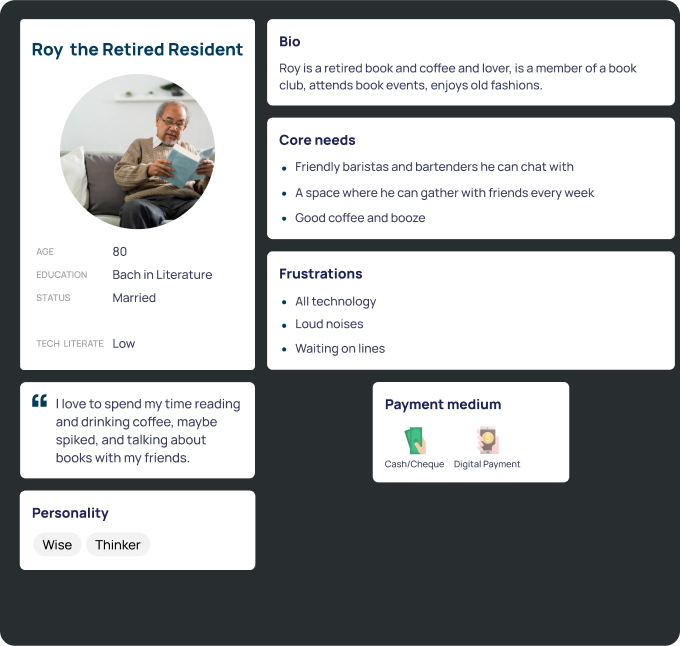 Roy the Retired Resident
AGE 80
EDUCATION Bach in Literature
STATUS Married
TECH LITERATE Low
I love to spend my time reading
and drinking coffee, maybe
spiked, and talking about
books with my friends.
Personality
Wise Thinker
Bio
Roy is a retired book and coffee and lover, is a member of a book
club, attends book events, enjoys old fashions.
Core needs
Friendly baristas and bartenders he can chat with
A space where he can gather with friends every week
Good coffee and booze
Frustrations
All technology
Loud noises
Waiting on lines
Payment medium
Cash/Cheque Digital Payment